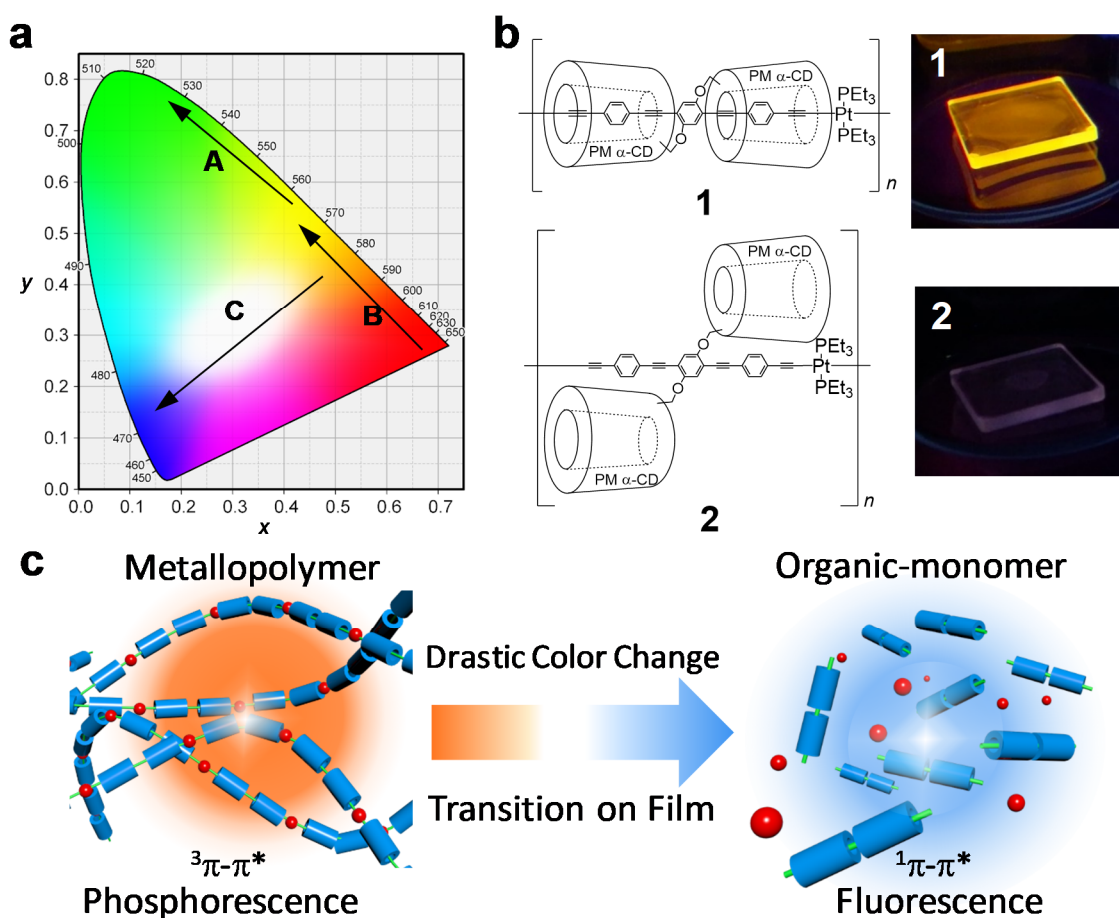 a
0.8
0.7
0.6
0.5
y
0.4
0.3
0.2
0.1
0.0
0.0 0.1 0.2 0.3 0.4 0.5 0.6 0.7
x
510
520
530
540
550
560
570
580
590
600
610
620
630
650
500
490
480
470
460
450
A
B
C
b
PM α-CD
PM α-CD
PEt3
Pt
PEt3
O
O
n
1
1
PM α-CD
PM α-CD
PEt3
Pt
PEt3
O
O
n
2
2
c
Metallopolymer
Organic-monomer
Drastic Color Change
Transition on Film
3π-π*
Phosphorescence
1π-π*
Fluorescence